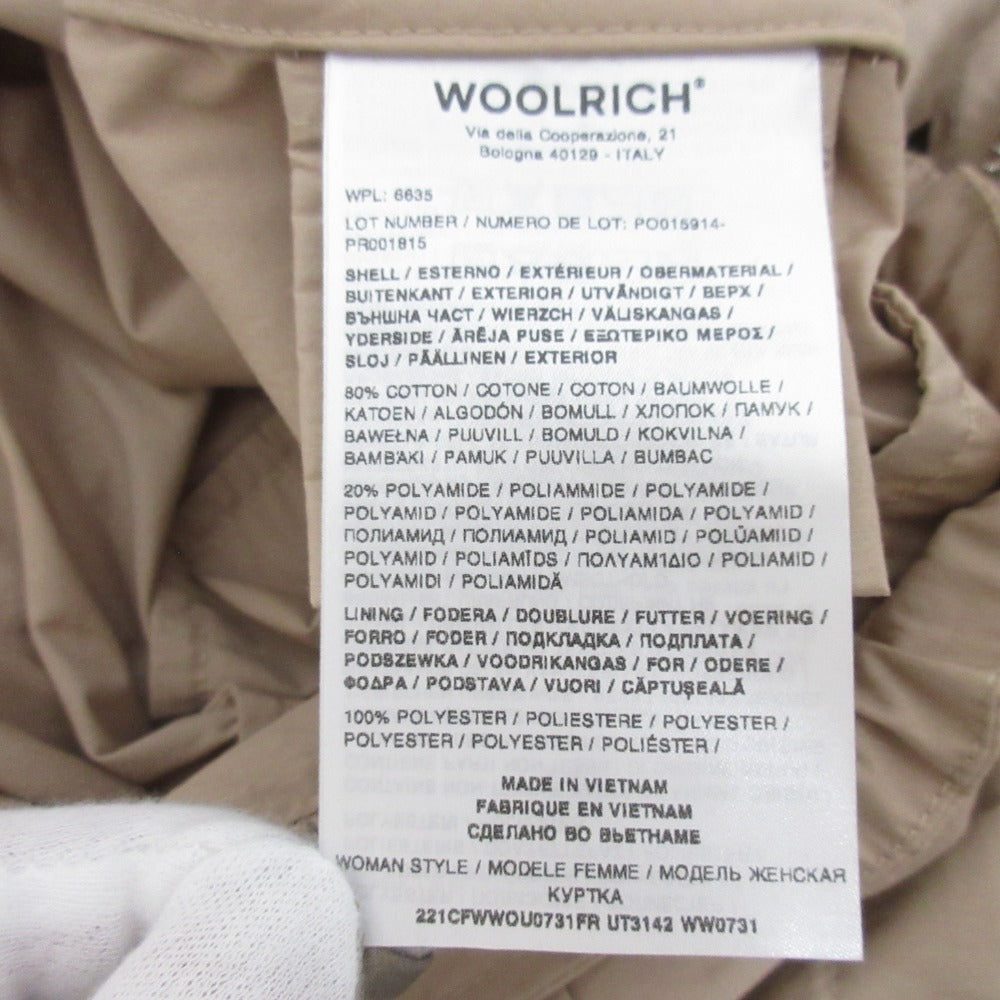 WOOLRICH®
Via della Cooperazione, 21
Bologna 40129 - ITALY
WPL: 6635
LOT NUMBER / NUMERO DE LOT: PO015914-
PR001815
SHELL / ESTERNO / EXTÉRIEUR / OBERMATERIAL /
BUITENKANT / EXTERIOR / UTVÄNDIGT / ВЕРХ /
ВЪНШНА ЧАСТ / WIERZCH / VÄLISKANGAS /
YDERSIDE / ĀRĒJA PUSE / ΕΞΩΤΕΡΙΚΟ ΜΕΡΟΣ /
SLOJ / PÄÄLLINEN / EXTERIOR
80% COTTON / COTONE / COTON / BAUMWOLLE /
KATOEN / ALGODÓN / BOMULL / ХЛОПОК / ПАМУК /
BAWEŁNA / PUUVILL / BOMULD / KOKVILNA /
ΒΑΜΒΑΚΙ / PAMUK / PUUVILLA / BUMBAC
20% POLYAMIDE / POLIAMMIDE / POLYAMIDE /
POLYAMID / POLYAMIDE / POLIAMIDA / POLYAMID /
ПОЛИАМИД / ПОЛИАМИД / POLIAMID / POLÜAMIID /
POLYAMID / POLIAMĪDS / ΠΟΛΥΑΜΊΔΙΟ / POLIAMID /
POLYAMIDI / POLIAMIDĂ
LINING / FODERA / DOUBLURE / FUTTER / VOERING /
FORRO / FODER / ПОДКЛАДКА / ПОДПЛАТА /
PODSZEWKA / VOODRIKANGAS / FOR / ODERE /
ΦΟΔΡΑ / PODSTAVA / VUORI / CĂPTUŞEALĂ
100% POLYESTER / POLIESTERE / POLYESTER /
POLYESTER / POLYESTER / POLIÉSTER /
MADE IN VIETNAM
FABRIQUE EN VIETNAM
СДЕЛАНО ВО ВЬЕТНАМЕ
WOMAN STYLE / MODELE FEMME / МОДЕЛЬ ЖЕНСКАЯ
КУРТКА
221CFWWOU0731FR UT3142 WW0731